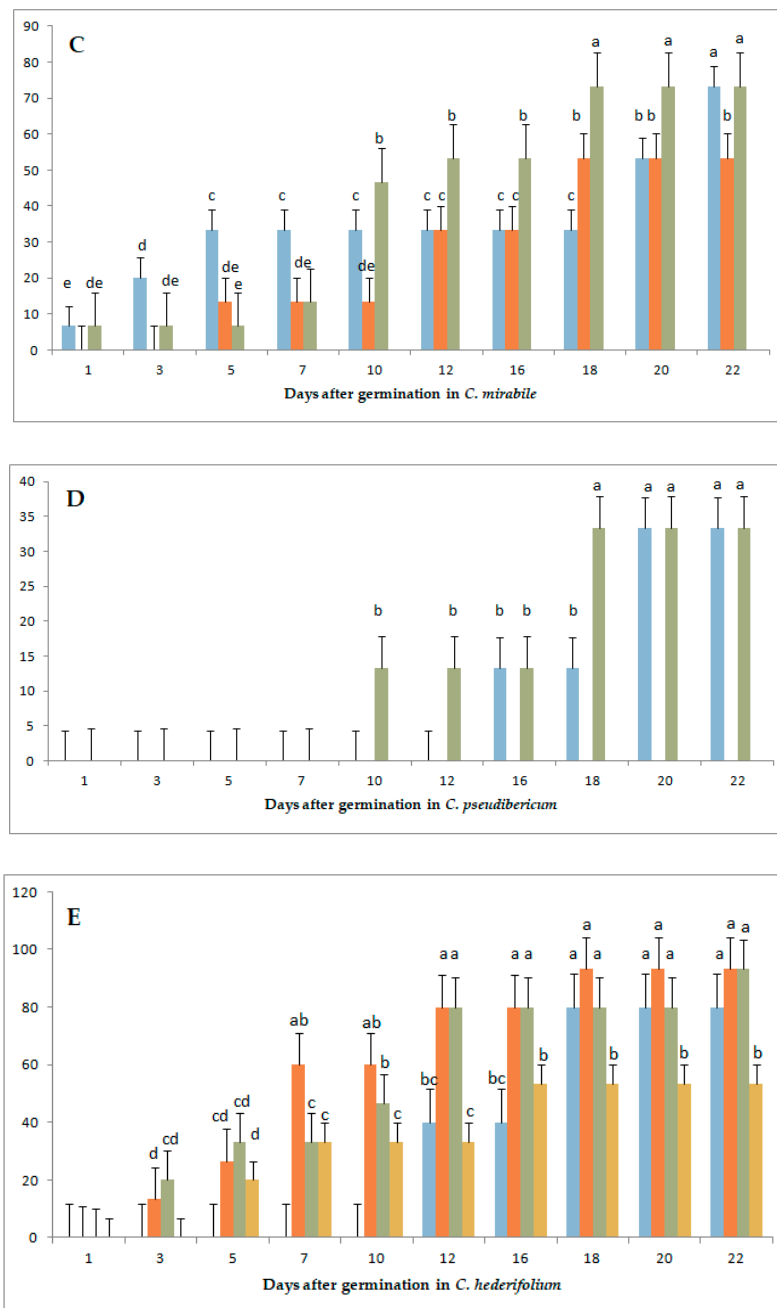 90
C
a a a a
80
70
b b b b b b b
60
50
c c c c c c c c
40
d
30
e de de de e de de
20
10
0
1 3 5 7 10 12 16 18 20 22
Days after germination in C. mirabile
40
D
a a a a a
35
30
25
b b b b b
20
15
10
5
0
1 3 5 7 10 12 16 18 20 22
Days after germination in C. pseudibericum
120
E
a a a a a a a a a
100
a a a a
80
ab ab
60
b b b b
bc bc
40
cd cd cd c c c c
d d
20
0
1 3 5 7 10 12 16 18 20 22
Days after germination in C. hederifolium